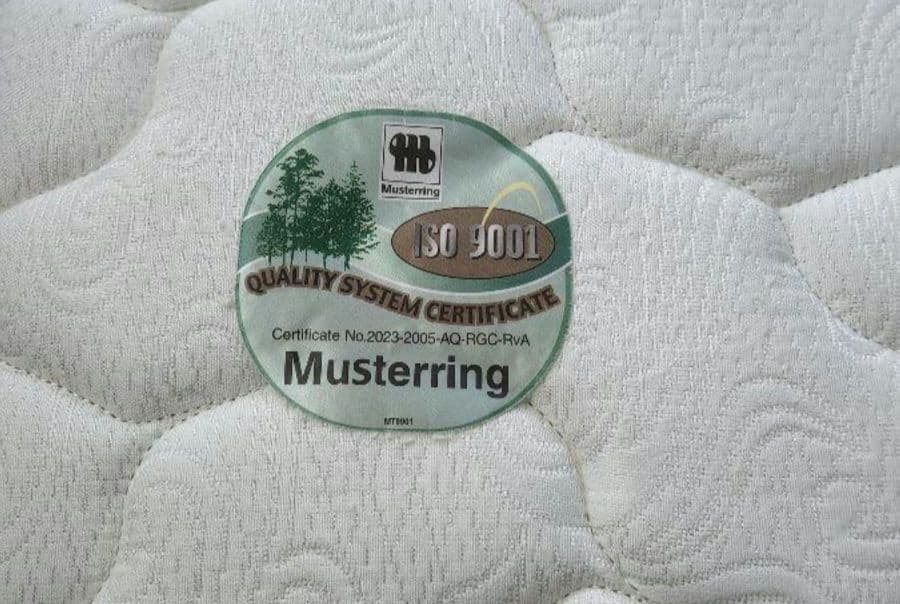 Musterring
ISO 9001
QUALITY SYSTEM CERTIFICATE
Certificate No.2023-2005-AQ-RGC-RvA
Musterring
MT9001